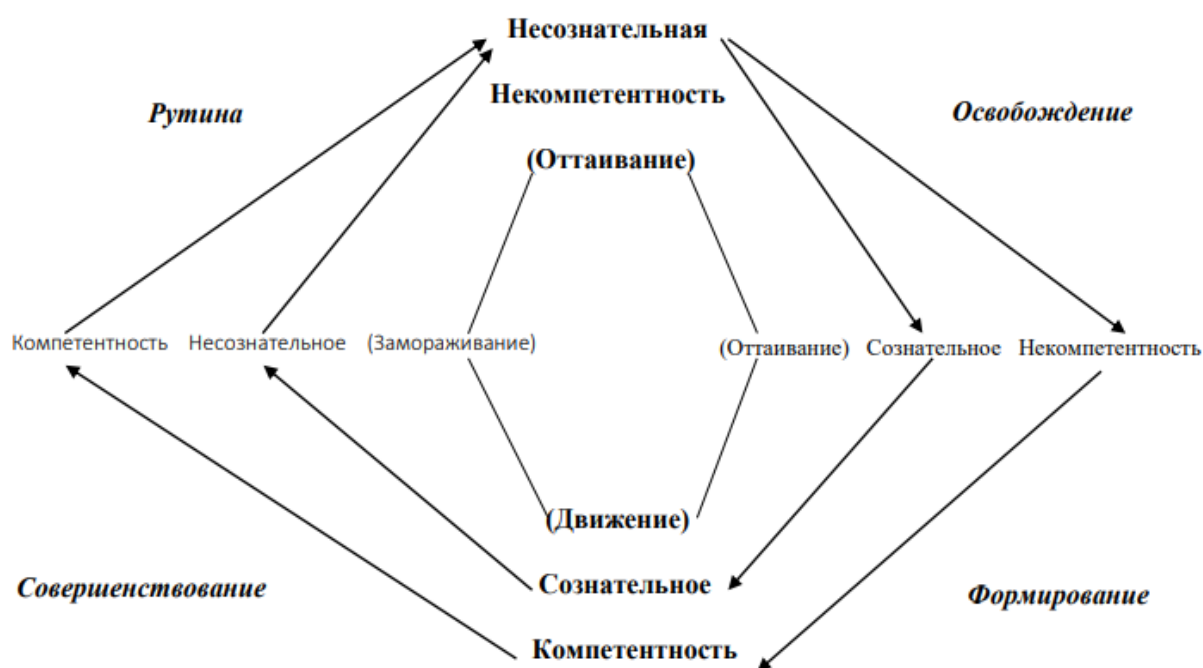 Несознательная
Некомпетентность
Рутина
Освобождение
(Оттаивание)
Компетентность Несознательное (Замораживание)
(Оттаивание) Сознательное Некомпетентность
(Движение)
Совершенствование
Сознательное
Формирование
Компетентность